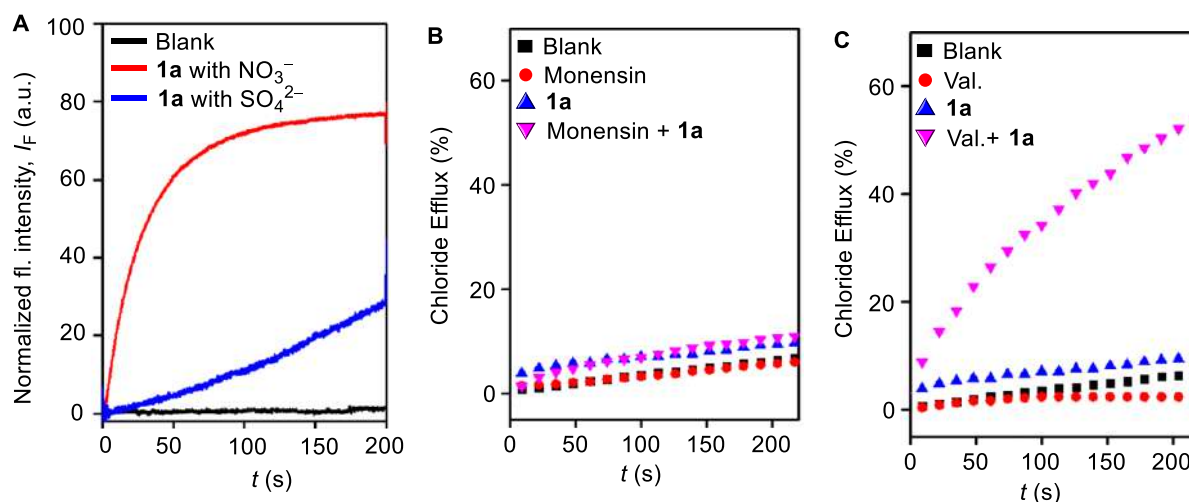 A
100
80
60
40
20
0
Normalized fl. intensity, I_F (a.u.)
Blank
1a with NO₃⁻
1a with SO₄²⁻
0 50 100 150 200
t (s)
B
60
40
20
0
Chloride Efflux (%)
Blank
Monensin
1a
Monensin + 1a
0 50 100 150 200
t (s)
C
60
40
20
0
Chloride Efflux (%)
Blank
Val.
1a
Val.+ 1a
0 50 100 150 200
t (s)